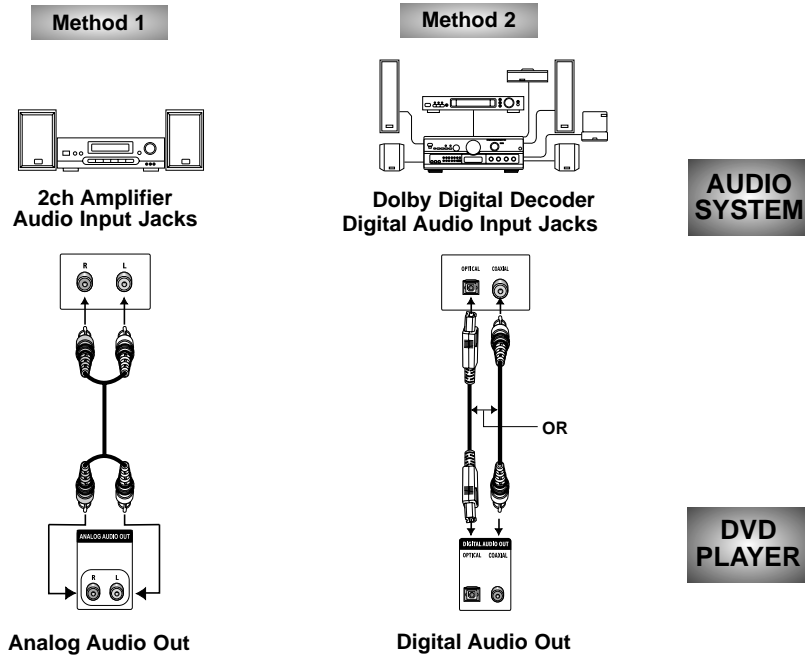 Method 1
Method 2
2ch Amplifier
Audio Input Jacks
Dolby Digital Decoder
Digital Audio Input Jacks
AUDIO
SYSTEM
R L
OPTICAL COAXIAL
OR
ANALOG AUDIO OUT
R L
DIGITAL AUDIO OUT
OPTICAL COAXIAL
DVD
PLAYER
Analog Audio Out
Digital Audio Out